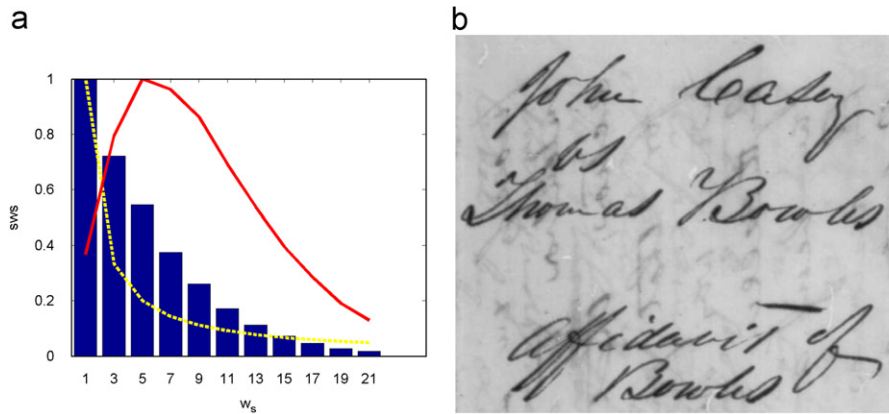 a
b
1
0.8
0.6
0.4
0.2
0
sws
1 3 5 7 9 11 13 15 17 19 21
w_s
John Casey
vs
Thomas Bowles
Affidavit of
Bowles